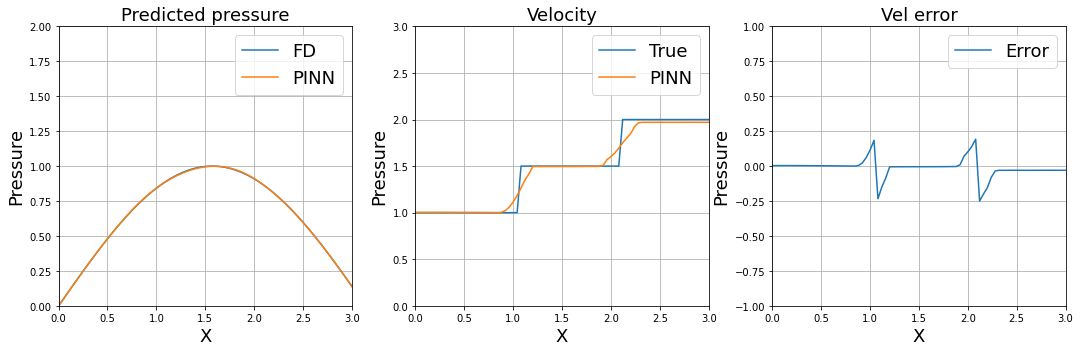 Predicted pressure
2.00
1.75
1.50
1.25
1.00
0.75
0.50
0.25
0.00
Pressure
FD
PINN
0.0 0.5 1.0 1.5 2.0 2.5 3.0
X
Velocity
3.0
2.5
2.0
1.5
1.0
0.5
0.0
Pressure
True
PINN
0.0 0.5 1.0 1.5 2.0 2.5 3.0
X
Vel error
1.00
0.75
0.50
0.25
0.00
−0.25
−0.50
−0.75
−1.00
Pressure
Error
0.0 0.5 1.0 1.5 2.0 2.5 3.0
X